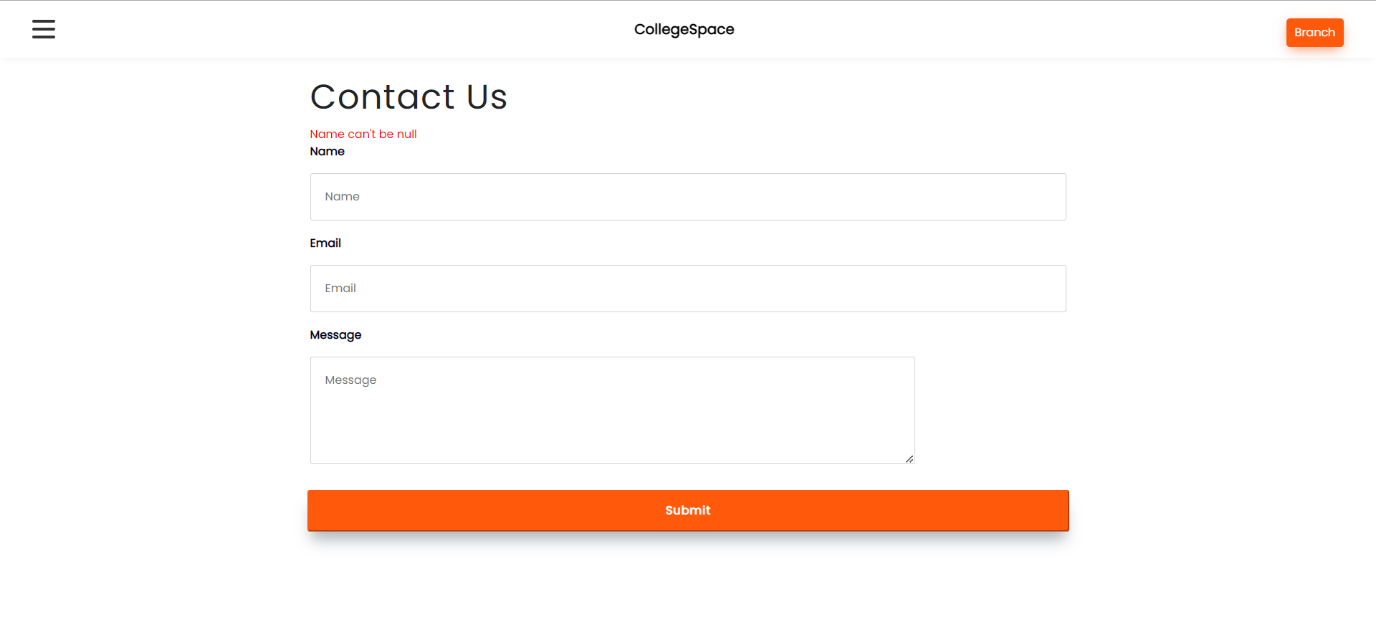 CollegeSpace
Branch
Contact Us
Name can't be null
Name
Name
Email
Email
Message
Message
Submit